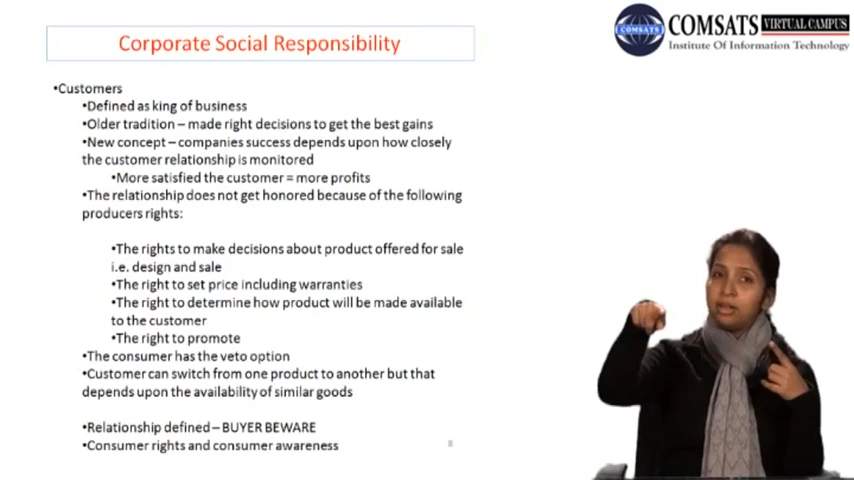 Corporate Social Responsibility
COMSATS VIRTUAL CAMPUS
COMSATS
Institute Of Information Technology
•Customers
•Defined as king of business
•Older tradition – made right decisions to get the best gains
•New concept – companies success depends upon how closely
the customer relationship is monitored
•More satisfied the customer = more profits
•The relationship does not get honored because of the following
producers rights:
•The rights to make decisions about product offered for sale
i.e. design and sale
•The right to set price including warranties
•The right to determine how product will be made available
to the customer
•The right to promote
•The consumer has the veto option
•Customer can switch from one product to another but that
depends upon the availability of similar goods
•Relationship defined – BUYER BEWARE
•Consumer rights and consumer awareness